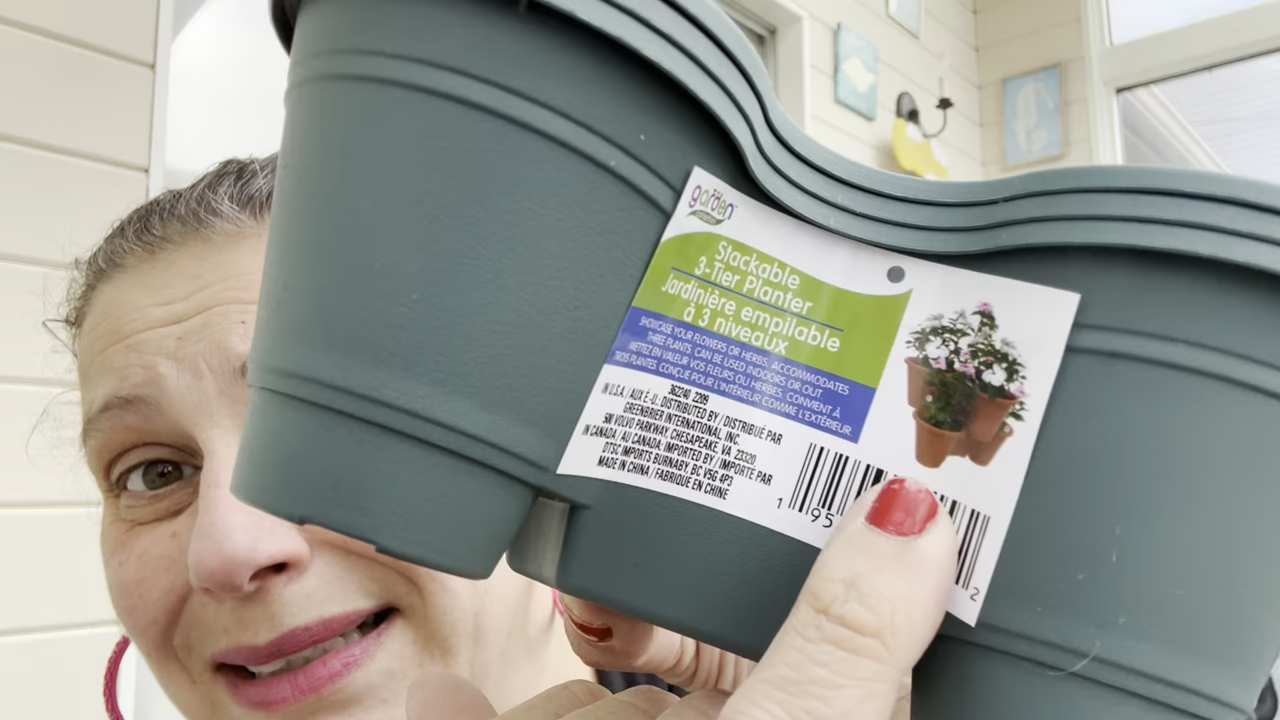 garden
Stackable
3-Tier Planter
Jardinière empilable
à 3 niveaux
SHOWCASE YOUR FLOWERS OR HERBS. ACCOMMODATES
THREE PLANTS. CAN BE USED INDOORS OR OUT.
METTEZ EN VALEUR VOS FLEURS OU HERBES. CONVIENT À
TROIS PLANTES. CONÇUE POUR L'INTÉRIEUR COMME L'EXTÉRIEUR.
362240 2209
IN U.S.A. / AUX É.-U.: DISTRIBUTED BY / DISTRIBUÉ PAR
GREENBRIER INTERNATIONAL, INC.
500 VOLVO PARKWAY, CHESAPEAKE, VA 23320
IN CANADA / AU CANADA: IMPORTED BY / IMPORTÉ PAR
DTSC IMPORTS BURNABY, BC V5G 4P3
MADE IN CHINA / FABRIQUÉ EN CHINE
1 95
2